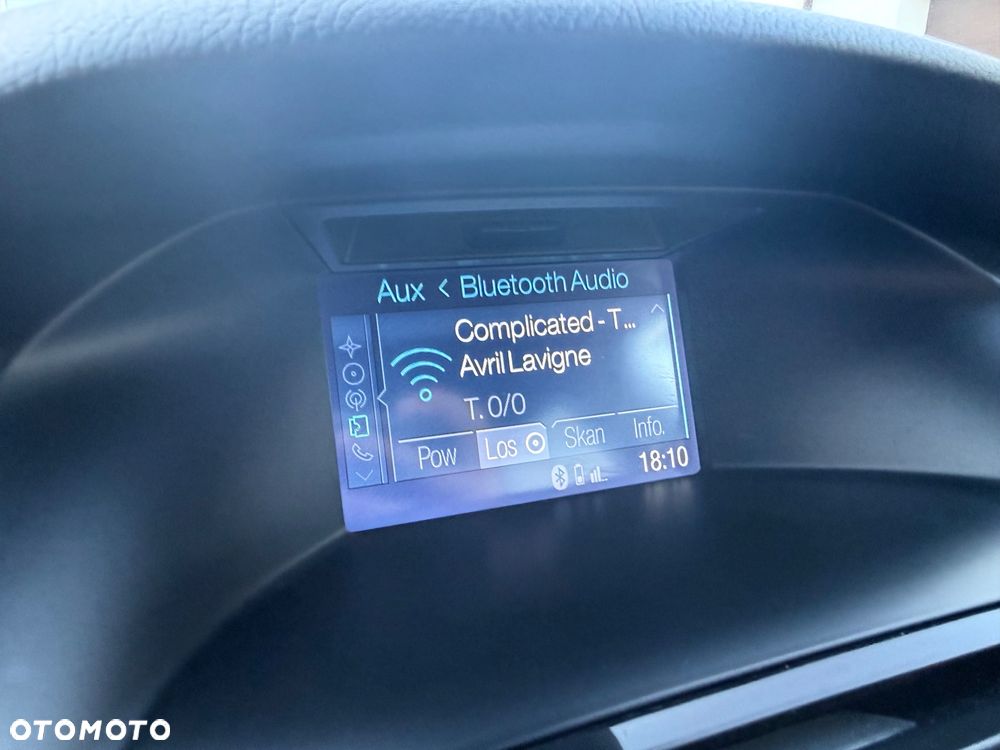 Aux < Bluetooth Audio
Complicated - T...
Avril Lavigne
T. 0/0
Pow Los Skan Info.
18:10
OTOMOTO